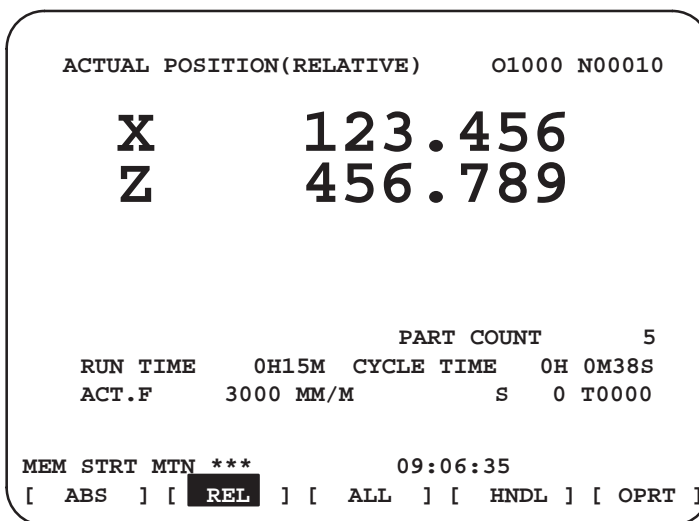 ACTUAL POSITION(RELATIVE) O1000 N00010
X 123.456
Z 456.789
PART COUNT 5
RUN TIME 0H15M CYCLE TIME 0H 0M38S
ACT.F 3000 MM/M S 0 T0000
MEM STRT MTN *** 09:06:35
[ ABS ] [ REL ] [ ALL ] [ HNDL ] [ OPRT ]